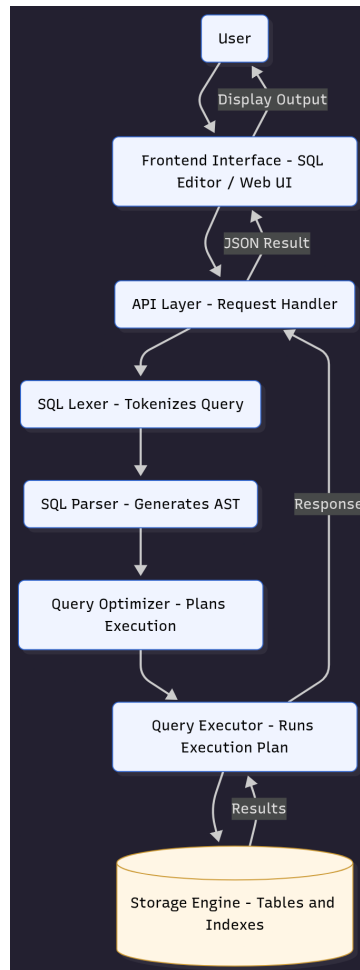 User
Display Output
Frontend Interface - SQL
Editor / Web UI
JSON Result
API Layer - Request Handler
SQL Lexer - Tokenizes Query
SQL Parser - Generates AST
Response
Query Optimizer - Plans
Execution
Query Executor - Runs
Execution Plan
Results
Storage Engine - Tables and
Indexes